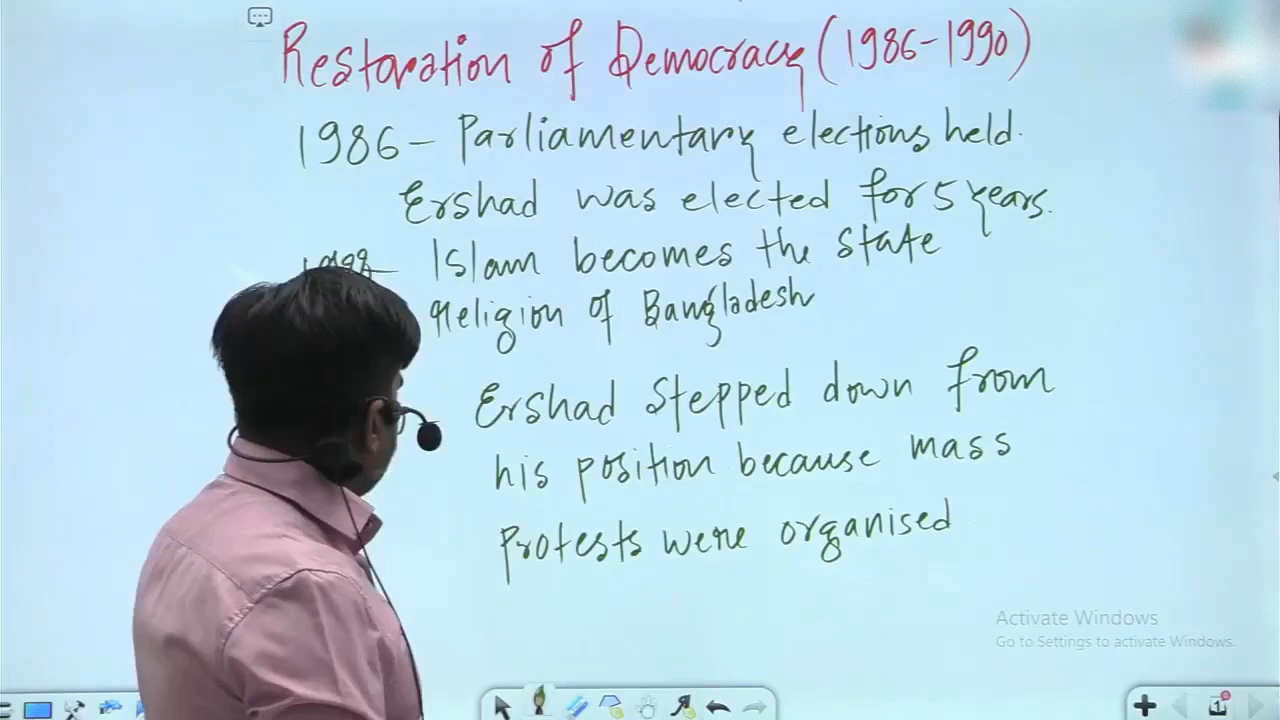 Restoration of Democracy (1986-1990)
1986 - Parliamentary elections held.
Ershad was elected for 5 years.
Islam becomes the state
Religion of Bangladesh
Ershad stepped down from
his position because mass
Protests were organised
Activate Windows
Go to Settings to activate Windows.
1